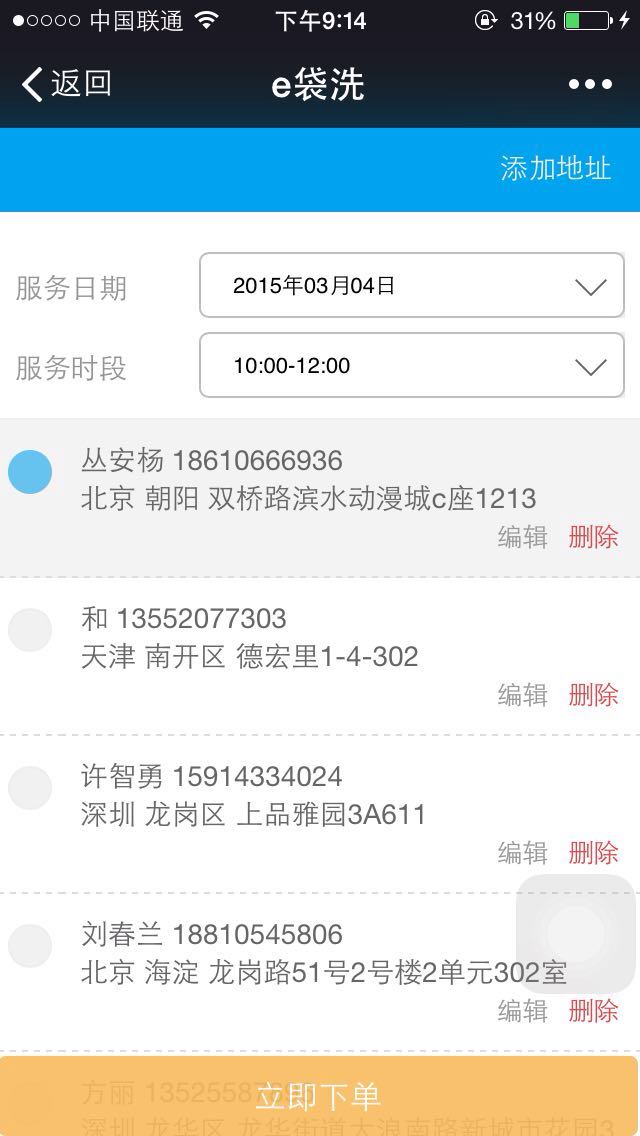 中国联通 下午9:14 31%
返回 e袋洗
添加地址
服务日期 2015年03月04日
服务时段 10:00-12:00
丛安杨 18610666936
北京 朝阳 双桥路滨水动漫城c座1213
编辑 删除
和 13552077303
天津 南开区 德宏里1-4-302
编辑 删除
许智勇 15914334024
深圳 龙岗区 上品雅园3A611
编辑 删除
刘春兰 18810545806
北京 海淀 龙岗路51号2号楼2单元302室
编辑 删除
方丽
立即下单
深圳 龙华区 龙华街道大浪南路新城市花园3